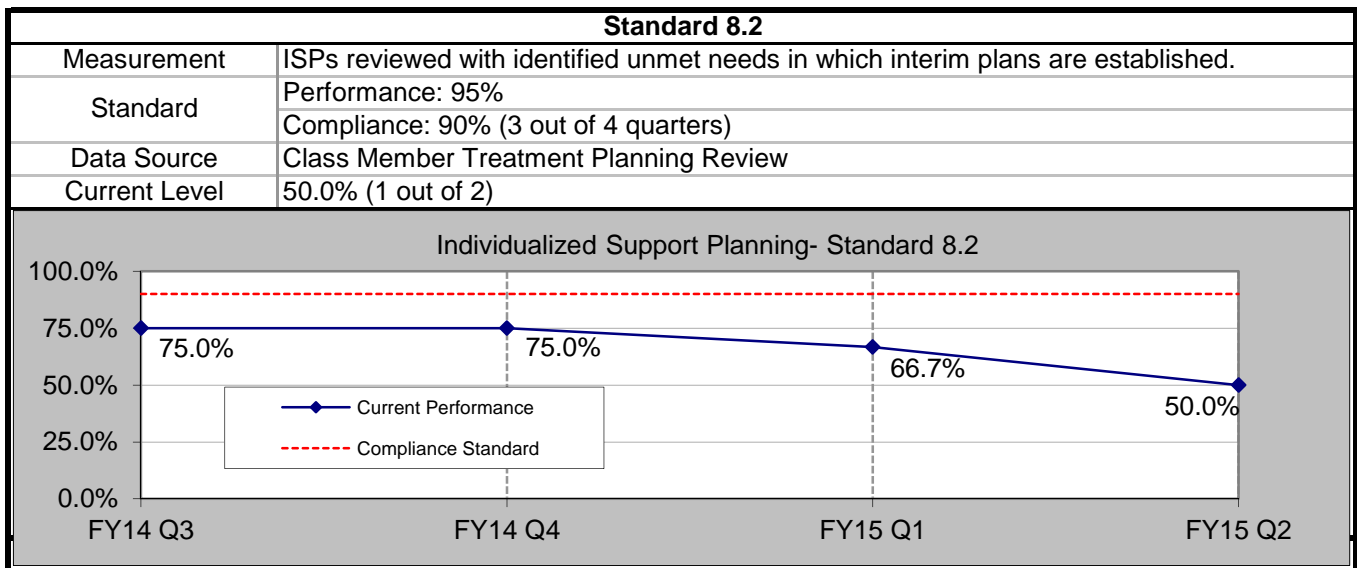 Standard 8.2
Measurement ISPs reviewed with identified unmet needs in which interim plans are established.
Standard
Performance: 95%
Compliance: 90% (3 out of 4 quarters)
Data Source Class Member Treatment Planning Review
Current Level 50.0% (1 out of 2)
Individualized Support Planning- Standard 8.2
100.0%
75.0%
50.0%
25.0%
0.0%
75.0%
75.0%
66.7%
50.0%
Current Performance
Compliance Standard
FY14 Q3 FY14 Q4 FY15 Q1 FY15 Q2